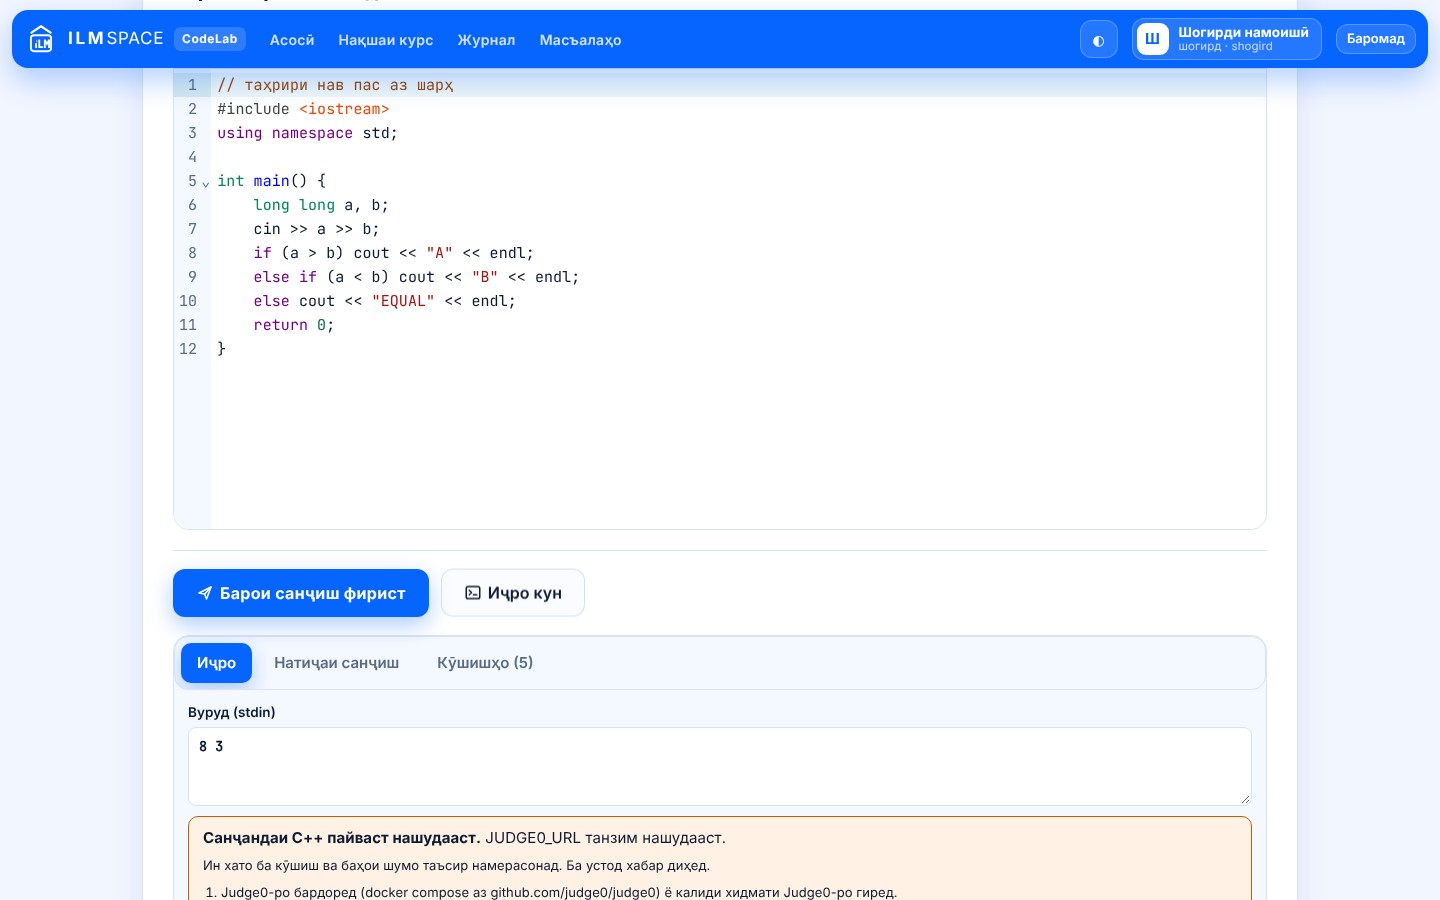 ILMSPACE CodeLab Асосӣ Нақшаи курс Журнал Масъалаҳо ◐ Ш Шогирди намоишӣ Баромад
шогирд · shogird
1 // таҳрири нав пас аз шарҳ
2 #include <iostream>
3 using namespace std;
4
5 int main() {
6 long long a, b;
7 cin >> a >> b;
8 if (a > b) cout << "A" << endl;
9 else if (a < b) cout << "B" << endl;
10 else cout << "EQUAL" << endl;
11 return 0;
12 }
Барои санҷиш фирист Иҷро кун
Иҷро Натиҷаи санҷиш Кӯшишҳо (5)
Вуруд (stdin)
8 3
Санҷандаи C++ пайваст нашудааст. JUDGE0_URL танзим нашудааст.
Ин хато ба кӯшиш ва баҳои шумо таъсир намерасонад. Ба устод хабар диҳед.
1. Judge0-ро бардоред (docker compose аз github.com/judge0/judge0) ё калиди хидмати Judge0-ро гиред.